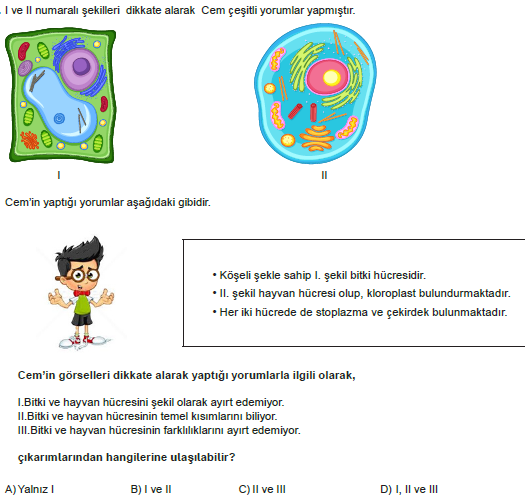 I ve II numaralı şekilleri dikkate alarak Cem çeşitli yorumlar yapmıştır.
I
II
Cem'in yaptığı yorumlar aşağıdaki gibidir.
• Köşeli şekle sahip I. şekil bitki hücresidir.
• II. şekil hayvan hücresi olup, kloroplast bulundurmaktadır.
• Her iki hücrede de stoplazma ve çekirdek bulunmaktadır.
Cem'in görselleri dikkate alarak yaptığı yorumlarla ilgili olarak,
I.Bitki ve hayvan hücresini şekil olarak ayırt edemiyor.
II.Bitki ve hayvan hücresinin temel kısımlarını biliyor.
III.Bitki ve hayvan hücresinin farklılıklarını ayırt edemiyor.
çıkarımlarından hangilerine ulaşılabilir?
A) Yalnız I B) I ve II C) II ve III D) I, II ve III